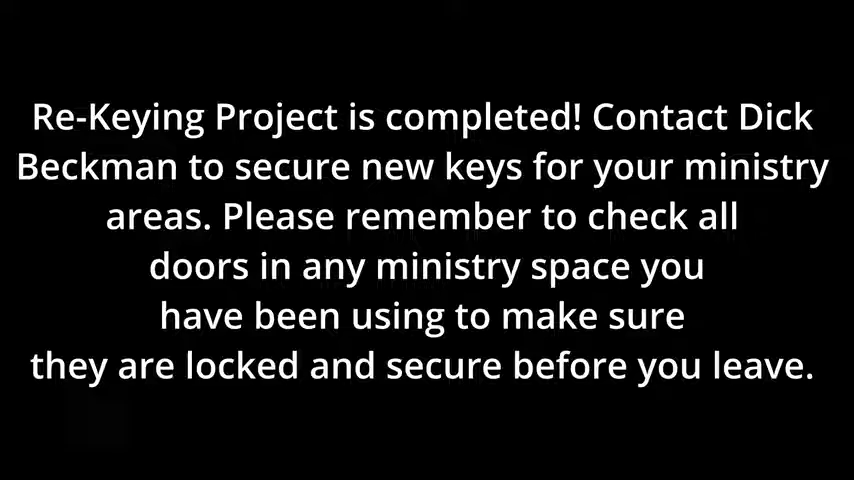 Re-Keying Project is completed! Contact Dick
Beckman to secure new keys for your ministry
areas. Please remember to check all
doors in any ministry space you
have been using to make sure
they are locked and secure before you leave.